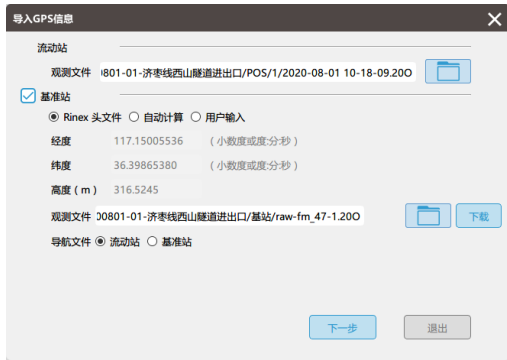 导入GPS信息
流动站
观测文件 0801-01-济枣线西山隧道进出口/POS/1/2020-08-01 10-18-09.20O
基准站
Rinex 头文件 自动计算 用户输入
经度 117.15005536 (小数度或度:分:秒)
纬度 36.39865380 (小数度或度:分:秒)
高度(m) 316.5245
观测文件 00801-01-济枣线西山隧道进出口/基站/raw-fm_47-1.20O 下载
导航文件 流动站 基准站
下一步 退出